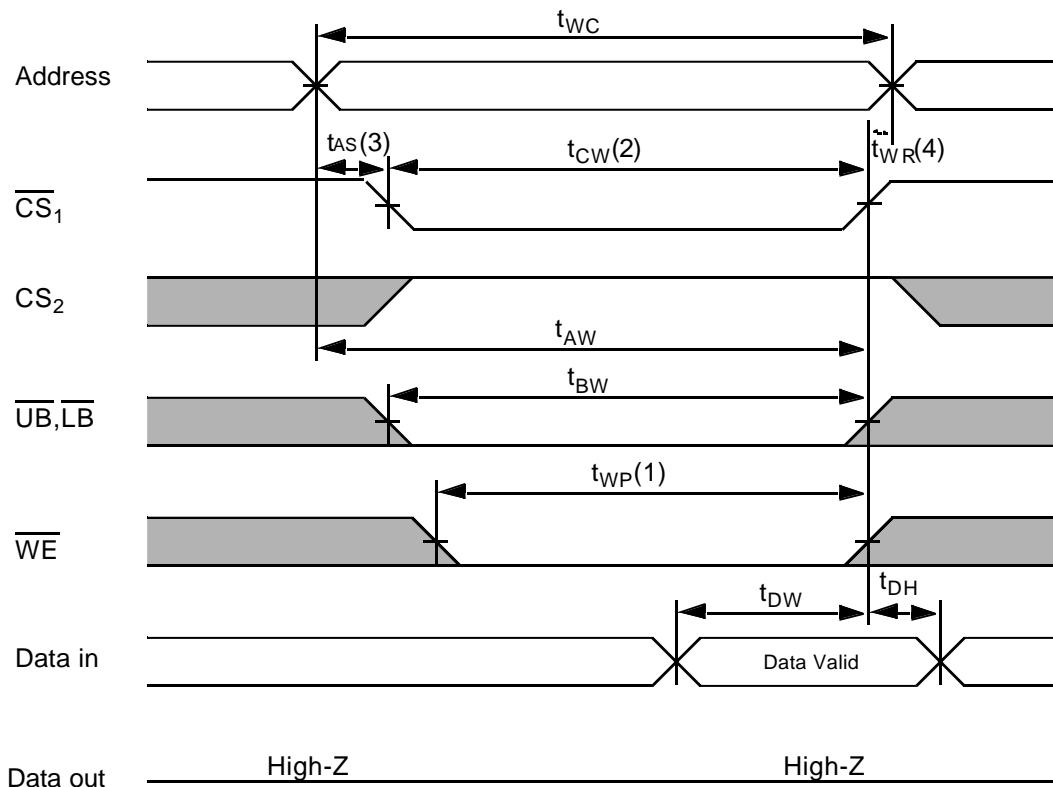 tWC
Address
tAS(3)
tCW(2)
tWR(4)
CS1
CS2
tAW
tBW
UB,LB
tWP(1)
WE
tDW
tDH
Data in
Data Valid
Data out
High-Z
High-Z